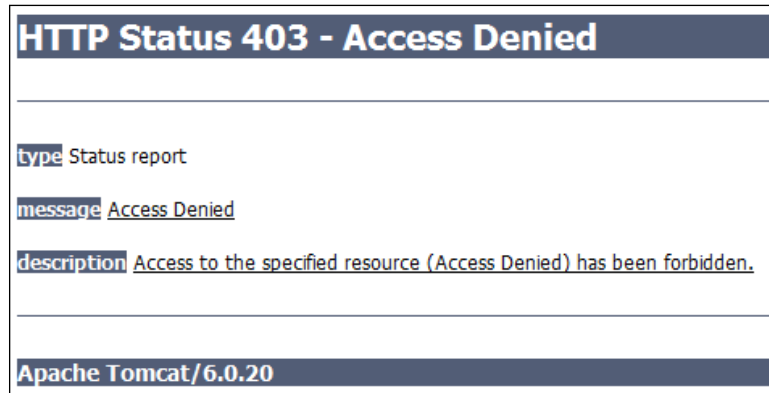 HTTP Status 403 - Access Denied
type Status report
message Access Denied
description Access to the specified resource (Access Denied) has been forbidden.
Apache Tomcat/6.0.20